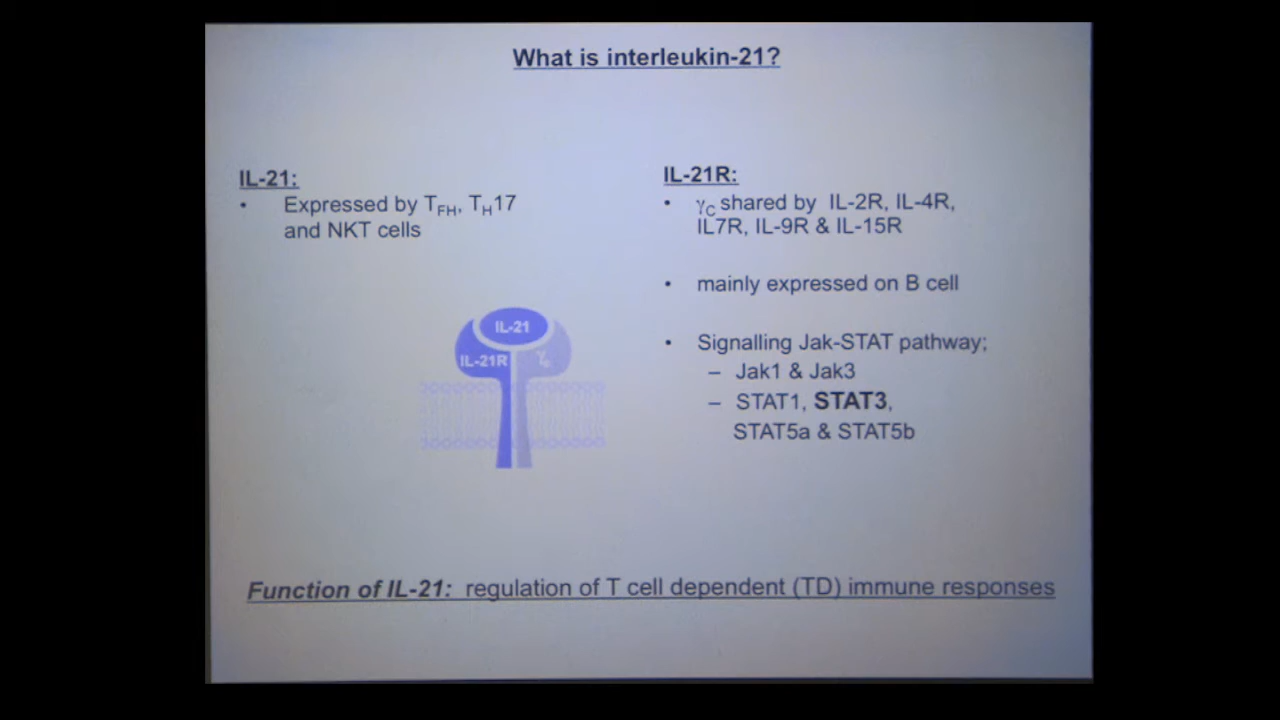 What is interleukin-21?
IL-21:
• Expressed by TFH, TH17
and NKT cells
IL-21
IL-21R
γc
IL-21R:
• γC shared by IL-2R, IL-4R,
IL7R, IL-9R & IL-15R
• mainly expressed on B cell
• Signalling Jak-STAT pathway;
– Jak1 & Jak3
– STAT1, STAT3,
STAT5a & STAT5b
Function of IL-21: regulation of T cell dependent (TD) immune responses